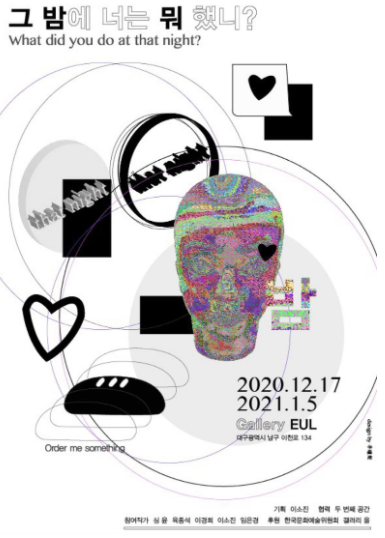 그 밤에 너는 뭐 했니?
What did you do at that night?
that night
that night
밤
2020.12.17
2021.1.5
Gallery EUL
대구광역시 남구 이천로 134
Order me something
기획 이소진 협력 두 번째 공간
참여작가 심 윤 육종석 이경희 이소진 임은경 후원 한국문화예술위원회 갤러리 을